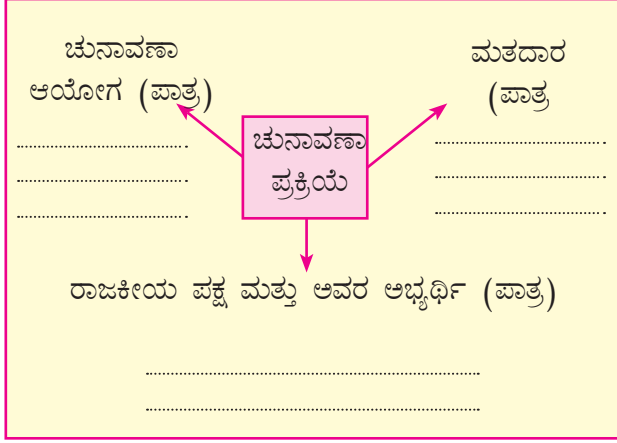 ಚುನಾವಣಾ
ಆಯೋಗ (ಪಾತ್ರ)
ಮತದಾರ
(ಪಾತ್ರ
ಚುನಾವಣಾ
ಪ್ರಕ್ರಿಯೆ
ರಾಜಕೀಯ ಪಕ್ಷ ಮತ್ತು ಅವರ ಅಭ್ಯರ್ಥಿ (ಪಾತ್ರ)